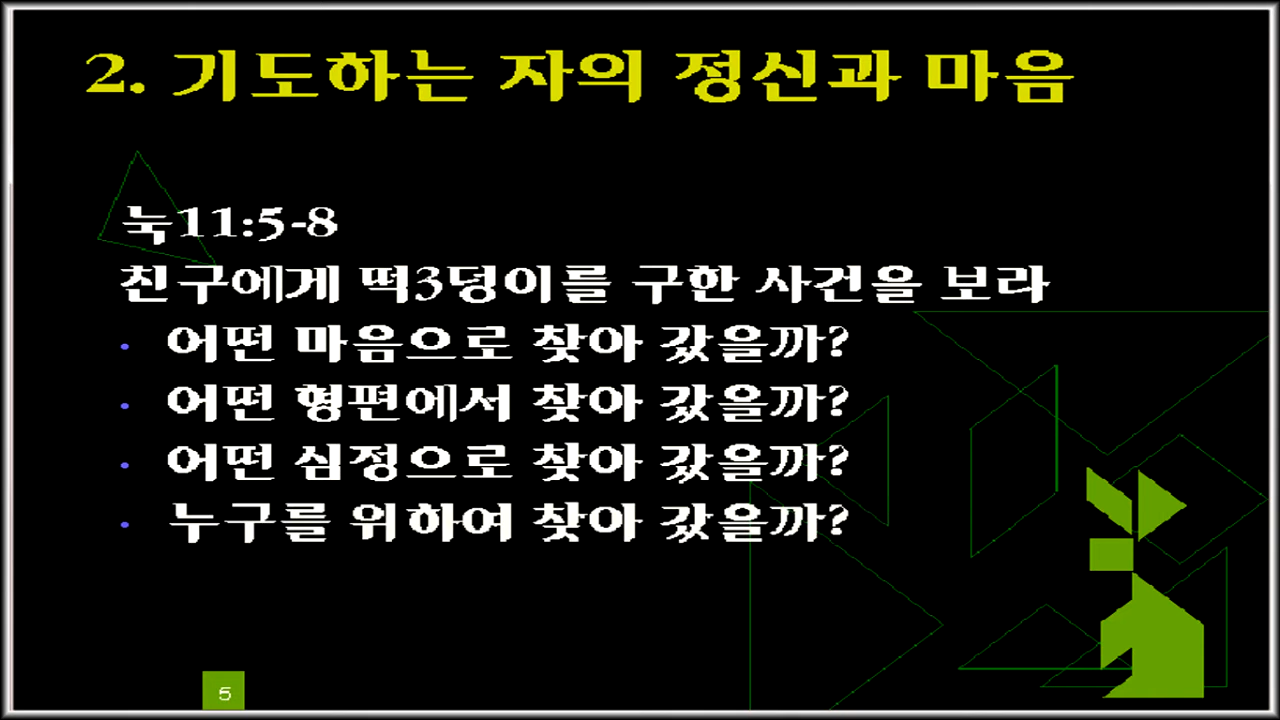 2. 기도하는 자의 정신과 마음
눅11:5-8
친구에게 떡3덩이를 구한 사건을 보라
• 어떤 마음으로 찾아 갔을까?
• 어떤 형편에서 찾아 갔을까?
• 어떤 심정으로 찾아 갔을까?
• 누구를 위하여 찾아 갔을까?
5